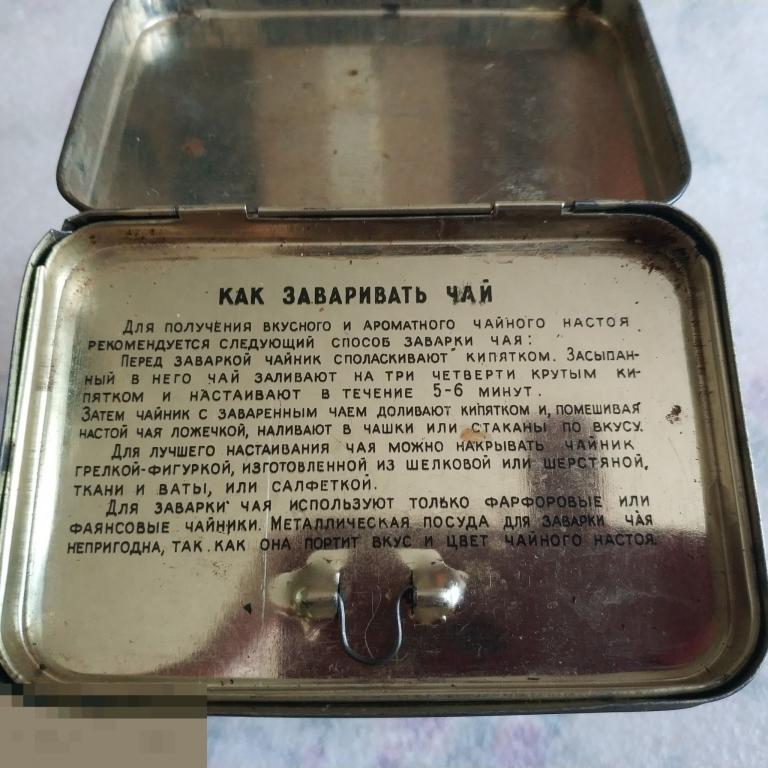 КАК ЗАВАРИВАТЬ ЧАЙ
Для получения вкусного и ароматного чайного настоя
рекомендуется следующий способ заварки чая:
Перед заваркой чайник споласкивают кипятком. Засыпан-
ный в него чай заливают на три четверти крутым ки-
пятком и настаивают в течение 5-6 минут.
Затем чайник с заваренным чаем доливают кипятком и, помешивая
настой чая ложечкой, наливают в чашки или стаканы по вкусу.
Для лучшего настаивания чая можно накрывать чайник
грелкой-фигуркой, изготовленной из шелковой или шерстяной,
ткани и ваты, или салфеткой.
Для заварки чая используют только фарфоровые или
фаянсовые чайники. Металлическая посуда для заварки чая
непригодна, так как она портит вкус и цвет чайного настоя.